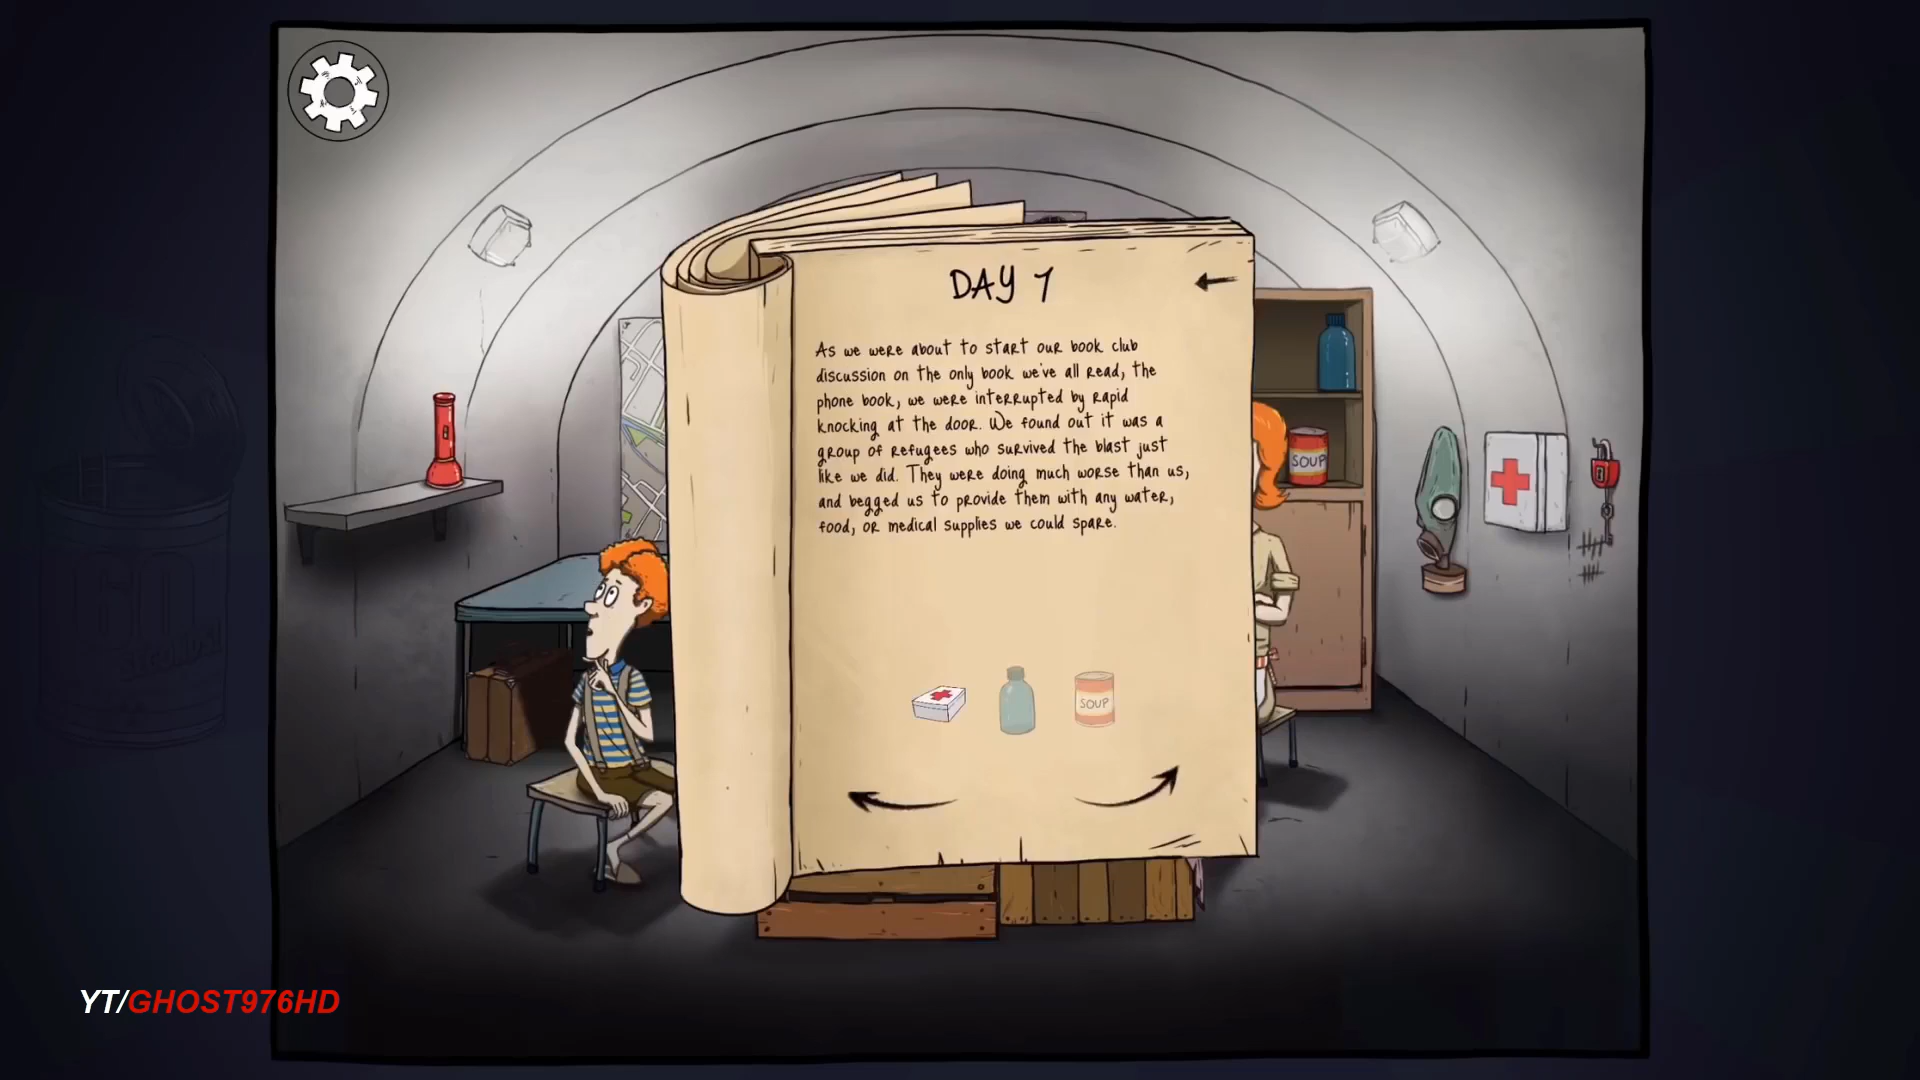 DAY 7
As we were about to start our book club
discussion on the only book we've all read, the
phone book, we were interrupted by rapid
knocking at the door. We found out it was a
group of refugees who survived the blast just
like we did. They were doing much worse than us,
and begged us to provide them with any water,
food, or medical supplies we could spare.
SOUP
SOUP
60
YT/GHOST976HD